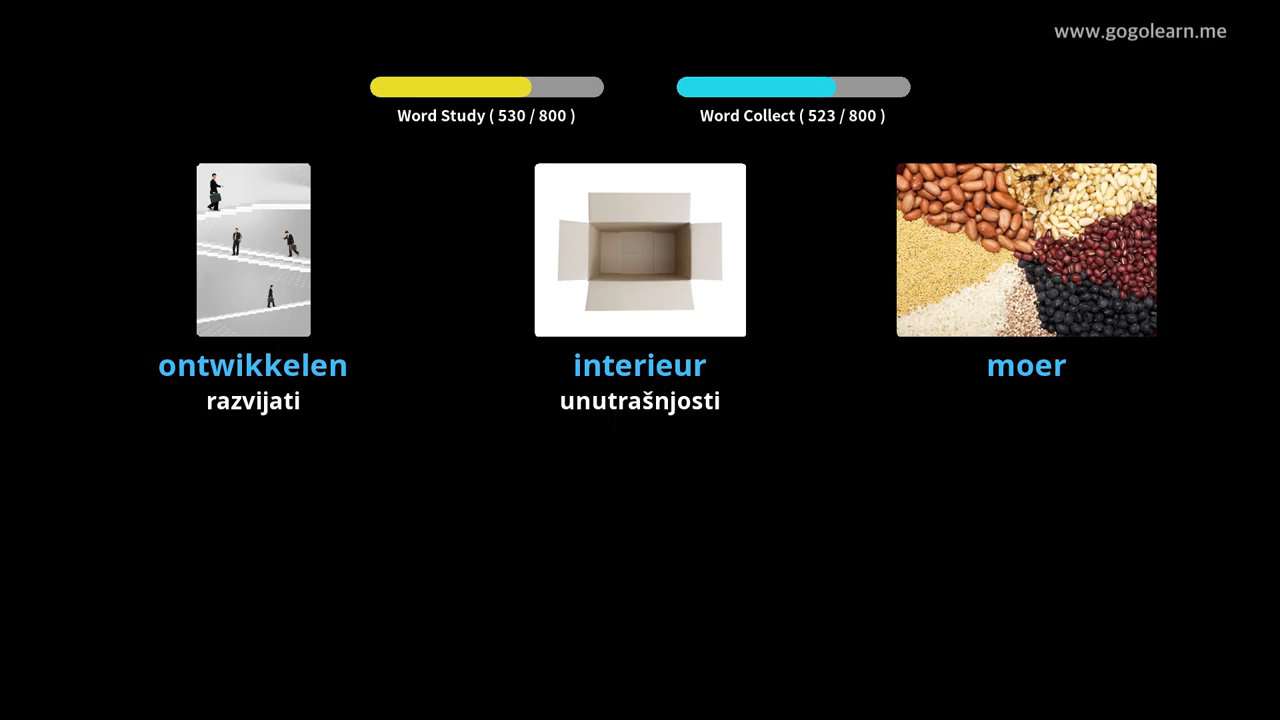 www.gogolearn.me
Word Study ( 530 / 800 )
Word Collect ( 523 / 800 )
ontwikkelen
razvijati
interieur
unutrašnjosti
moer